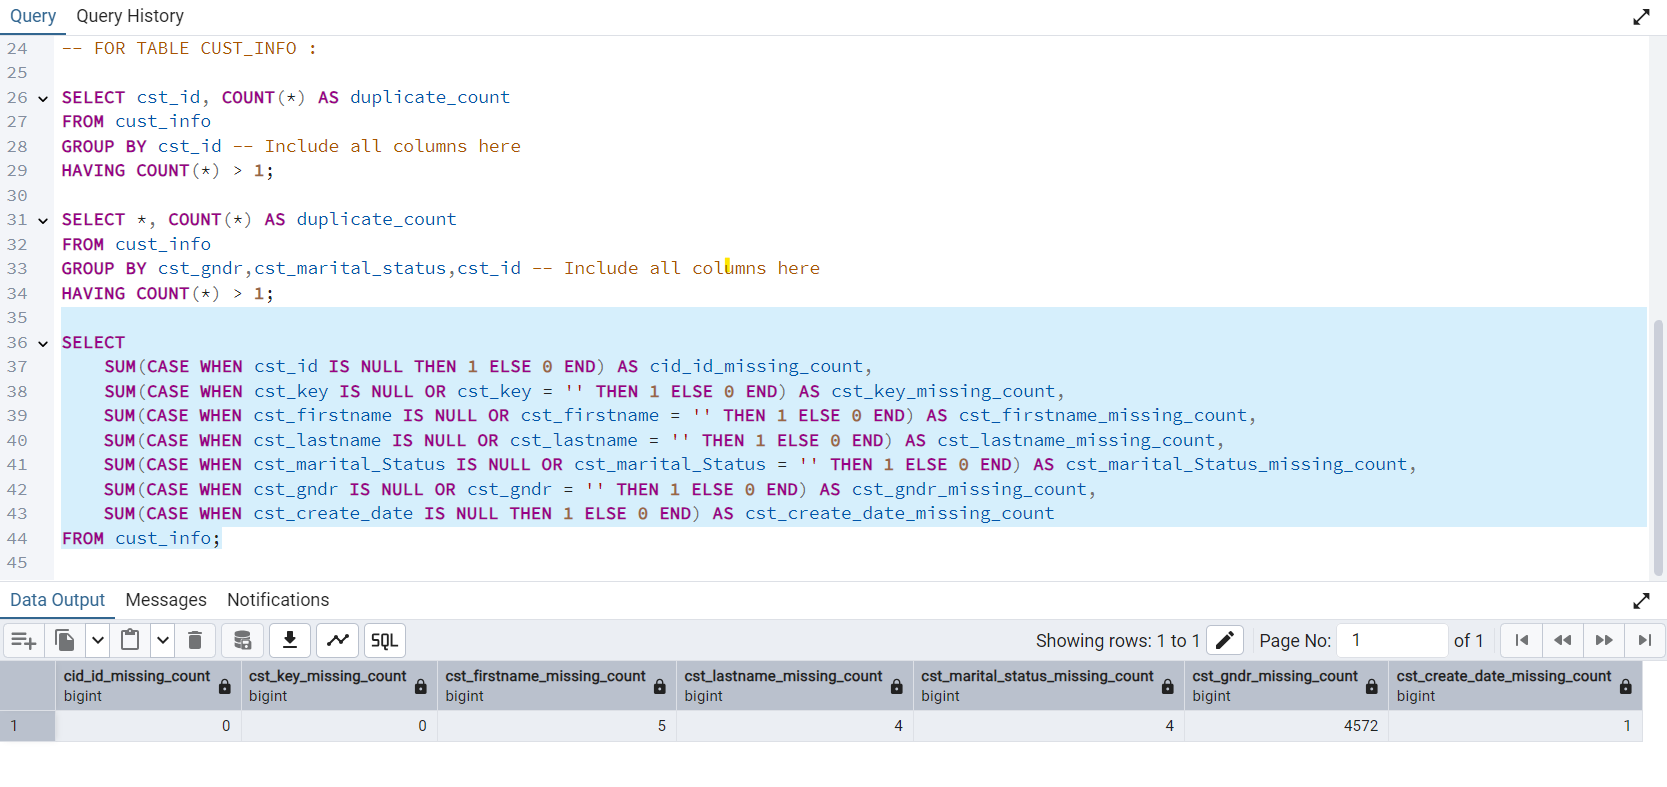 Query Query History
24 -- FOR TABLE CUST_INFO :
25
26 SELECT cst_id, COUNT(*) AS duplicate_count
27 FROM cust_info
28 GROUP BY cst_id -- Include all columns here
29 HAVING COUNT(*) > 1;
30
31 SELECT *, COUNT(*) AS duplicate_count
32 FROM cust_info
33 GROUP BY cst_gndr,cst_marital_status,cst_id -- Include all columns here
34 HAVING COUNT(*) > 1;
35
36 SELECT
37 SUM(CASE WHEN cst_id IS NULL THEN 1 ELSE 0 END) AS cid_id_missing_count,
38 SUM(CASE WHEN cst_key IS NULL OR cst_key = '' THEN 1 ELSE 0 END) AS cst_key_missing_count,
39 SUM(CASE WHEN cst_firstname IS NULL OR cst_firstname = '' THEN 1 ELSE 0 END) AS cst_firstname_missing_count,
40 SUM(CASE WHEN cst_lastname IS NULL OR cst_lastname = '' THEN 1 ELSE 0 END) AS cst_lastname_missing_count,
41 SUM(CASE WHEN cst_marital_Status IS NULL OR cst_marital_Status = '' THEN 1 ELSE 0 END) AS cst_marital_Status_missing_count,
42 SUM(CASE WHEN cst_gndr IS NULL OR cst_gndr = '' THEN 1 ELSE 0 END) AS cst_gndr_missing_count,
43 SUM(CASE WHEN cst_create_date IS NULL THEN 1 ELSE 0 END) AS cst_create_date_missing_count
44 FROM cust_info;
45
Data Output Messages Notifications
SQL Showing rows: 1 to 1 Page No: 1 of 1
cid_id_missing_count cst_key_missing_count cst_firstname_missing_count cst_lastname_missing_count cst_marital_status_missing_count cst_gndr_missing_count cst_create_date_missing_count
bigint bigint bigint bigint bigint bigint bigint
1 0 0 5 4 4 4572 1